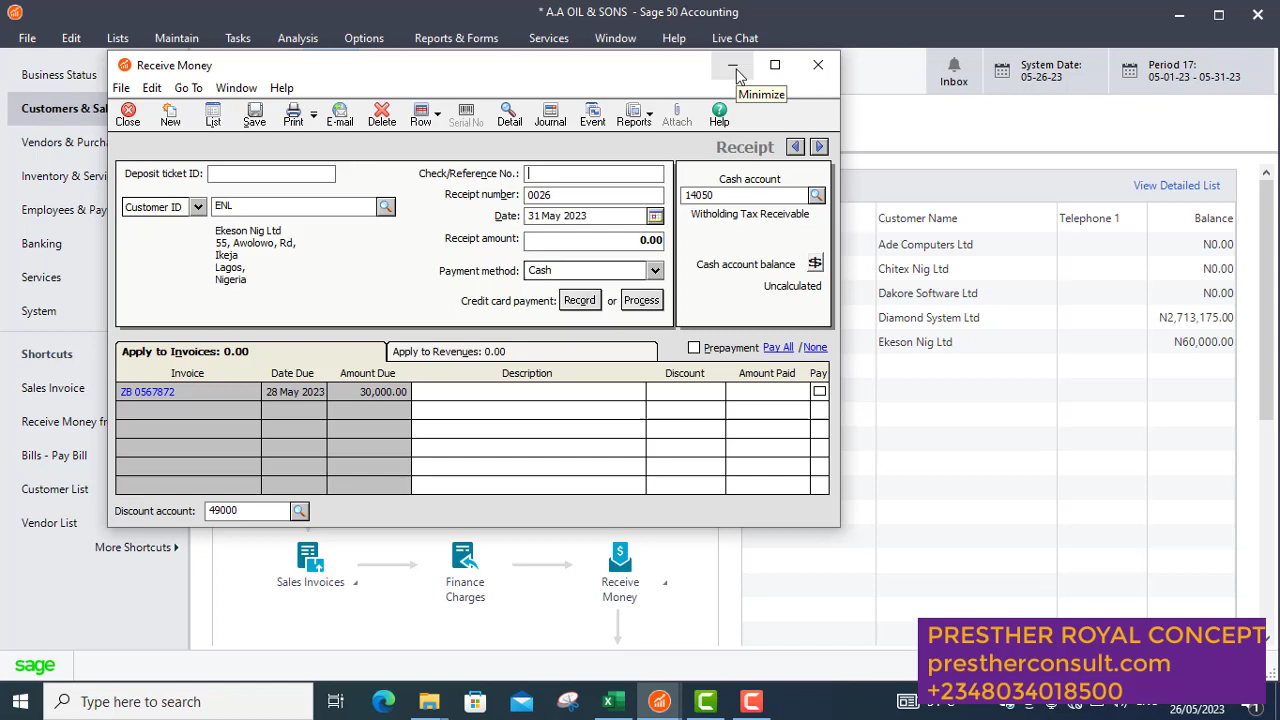 * A.A OIL & SONS - Sage 50 Accounting
File Edit Lists Maintain Tasks Analysis Options Reports & Forms Services Window Help Live Chat
Business Status
Customers & Sal
Vendors & Purcha
Inventory & Servic
Employees & Pay
Banking
Services
System
Shortcuts
Sales Invoice
Receive Money fr
Bills - Pay Bill
Customer List
Vendor List
More Shortcuts
Inbox
System Date:
05-26-23
Period 17:
05-01-23 - 05-31-23
Receive Money
File Edit Go To Window Help
Minimize
Close New List Save Print E-mail Delete Row Serial No Detail Journal Event Reports Attach Help
Receipt
Deposit ticket ID:
Customer ID ENL
Ekeson Nig Ltd
55, Awolowo, Rd,
Ikeja
Lagos,
Nigeria
Check/Reference No.:
Receipt number: 0026
Date: 31 May 2023
Receipt amount: 0.00
Payment method: Cash
Credit card payment: Record or Process
Cash account
14050
Witholding Tax Receivable
Cash account balance
Uncalculated
Apply to Invoices: 0.00
Apply to Revenues: 0.00
Prepayment Pay All /None
Invoice Date Due Amount Due Description Discount Amount Paid Pay
ZB 0567872 28 May 2023 30,000.00
Discount account: 49000
View Detailed List
Customer Name Telephone 1 Balance
Ade Computers Ltd N0.00
Chitex Nig Ltd N0.00
Dakore Software Ltd N0.00
Diamond System Ltd N2,713,175.00
Ekeson Nig Ltd N60,000.00
Sales Invoices
Finance
Charges
Receive
Money
PRESTHER ROYAL CONCEPT
prestherconsult.com
+2348034018500
sage
Type here to search
26/05/2023